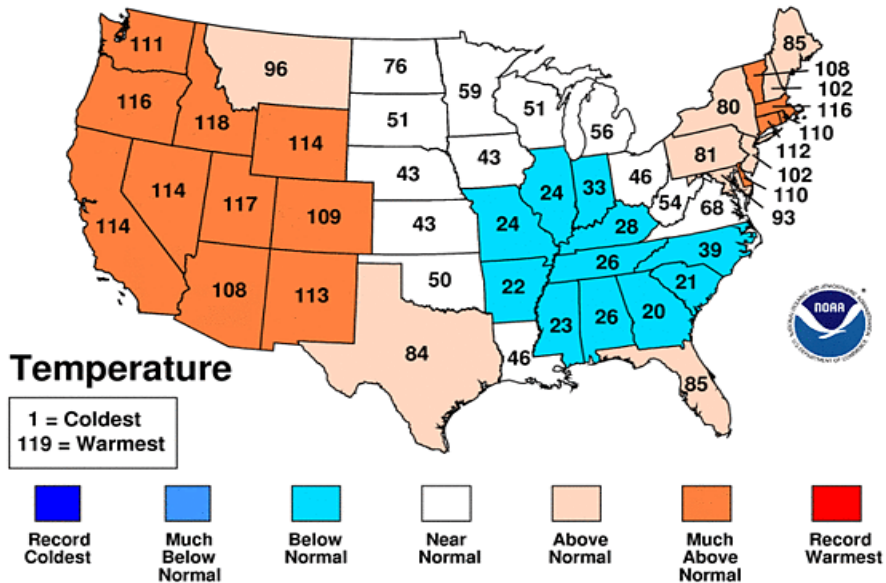 111
116
118
96
114
114
114
117
109
108
113
76
51
43
43
50
84
59
43
24
22
46
51
56
24
33
46
28
26
23
26
20
21
39
54
68
85
81
80
85
108
102
116
110
112
102
110
93
NOAA
Temperature
1 = Coldest
119 = Warmest
Record
Coldest
Much
Below
Normal
Below
Normal
Near
Normal
Above
Normal
Much
Above
Normal
Record
Warmest